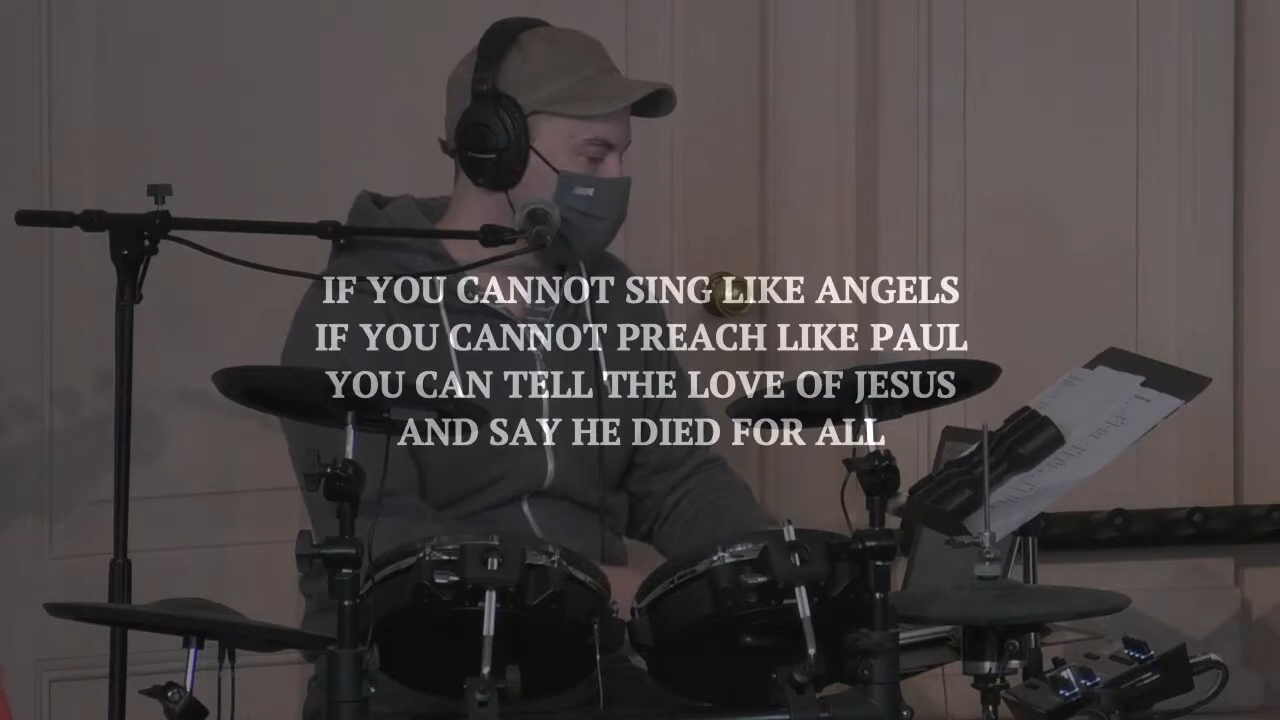 IF YOU CANNOT SING LIKE ANGELS
IF YOU CANNOT PREACH LIKE PAUL
YOU CAN TELL THE LOVE OF JESUS
AND SAY HE DIED FOR ALL